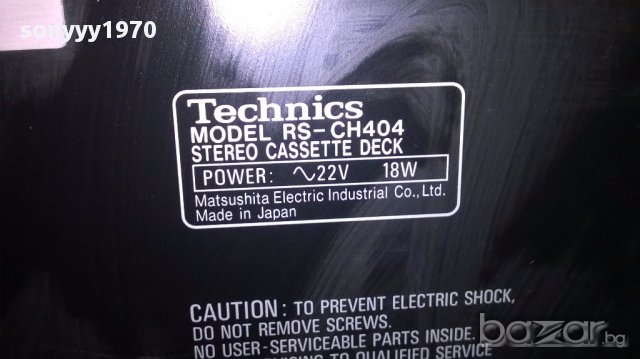 sonyyy1970
Technics
MODEL RS-CH404
STEREO CASSETTE DECK
POWER: ∿22V 18W
Matsushita Electric Industrial Co., Ltd.
Made in Japan
CAUTION: TO PREVENT ELECTRIC SHOCK,
DO NOT REMOVE SCREWS.
NO USER-SERVICEABLE PARTS INSIDE.
TO QUALIFIED SERVICE
bazar.bg